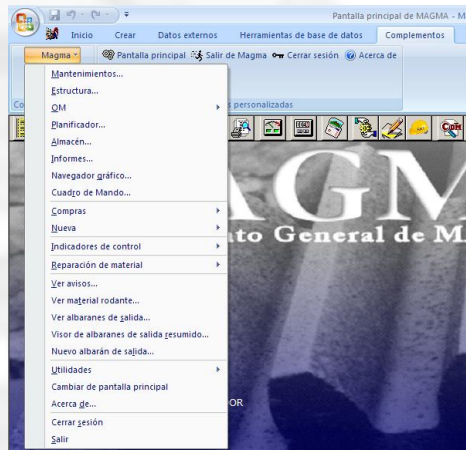 Pantalla principal de MAGMA - M
Inicio Crear Datos externos Herramientas de base de datos Complementos
Magma Pantalla principal Salir de Magma Cerrar sesión Acerca de
Co s personalizadas
Mantenimientos...
Estructura...
OM
Planificador...
Almacén...
Informes...
Navegador gráfico...
Cuadro de Mando...
Compras
Nueva
Indicadores de control
Reparación de material
Ver avisos...
Ver material rodante...
Ver albaranes de salida...
Visor de albaranes de salida resumido...
Nuevo albarán de salida...
Utilidades
Cambiar de pantalla principal
Acerca de...
Cerrar sesión
Salir
AGM
to General de M
OR